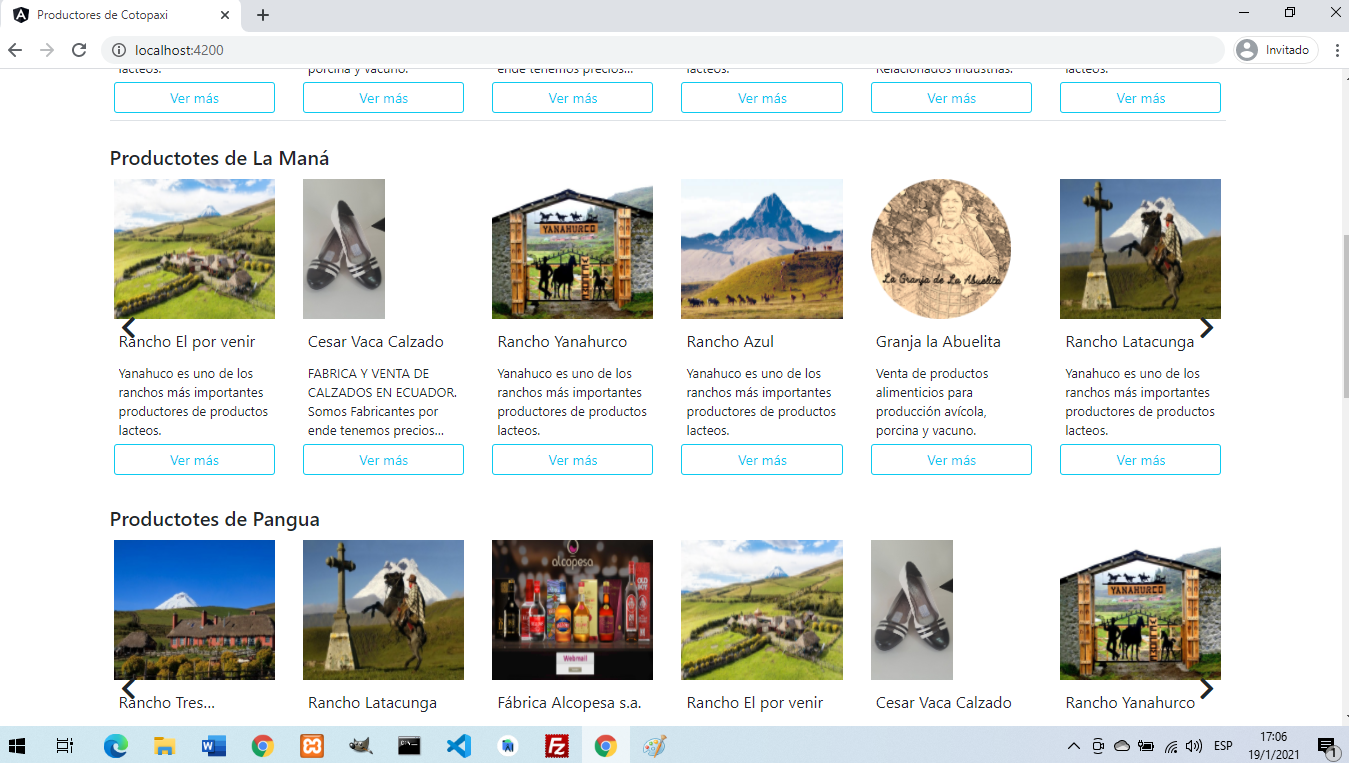 Productores de Cotopaxi
localhost:4200
Invitado
lacteos.
porcina y vacuno.
ende tenemos precios...
Relacionados industrias.
lacteos.
Ver más
Ver más
Ver más
Ver más
Ver más
Ver más
Productotes de La Maná
YANAHURCO
La Granja de La Abuelita
Rancho El por venir
Cesar Vaca Calzado
Rancho Yanahurco
Rancho Azul
Granja la Abuelita
Rancho Latacunga
Yanahuco es uno de los
ranchos más importantes
productores de productos
lacteos.
FABRICA Y VENTA DE
CALZADOS EN ECUADOR.
Somos Fabricantes por
ende tenemos precios...
Yanahuco es uno de los
ranchos más importantes
productores de productos
lacteos.
Yanahuco es uno de los
ranchos más importantes
productores de productos
lacteos.
Venta de productos
alimenticios para
producción avícola,
porcina y vacuno.
Yanahuco es uno de los
ranchos más importantes
productores de productos
lacteos.
Ver más
Ver más
Ver más
Ver más
Ver más
Ver más
Productotes de Pangua
alcopesa
OLD
Webmail
YANAHURCO
Rancho Tres...
Rancho Latacunga
Fábrica Alcopesa s.a.
Rancho El por venir
Cesar Vaca Calzado
Rancho Yanahurco
ESP
17:06
19/1/2021
1